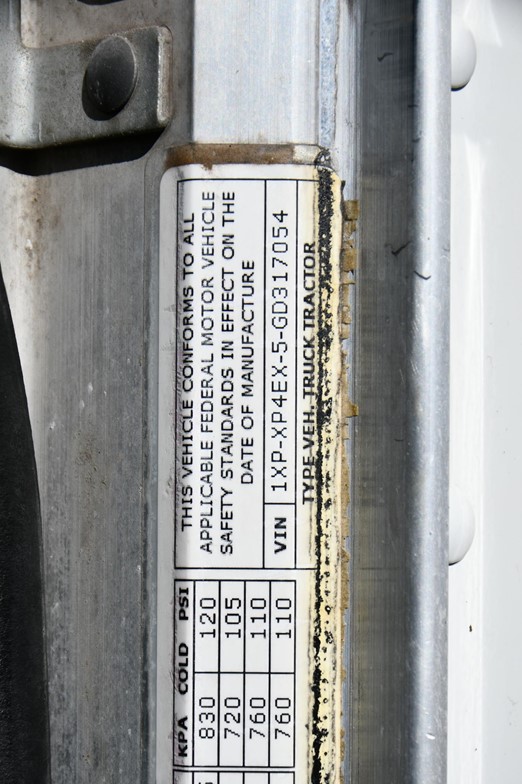 THIS VEHICLE CONFORMS TO ALL
APPLICABLE FEDERAL MOTOR VEHICLE
SAFETY STANDARDS IN EFFECT ON THE
DATE OF MANUFACTURE
VIN 1XP-XP4EX-5-GD317054
TYPE VEH. TRUCK TRACTOR
KPA COLD PSI
830 120
720 105
760 110
760 110